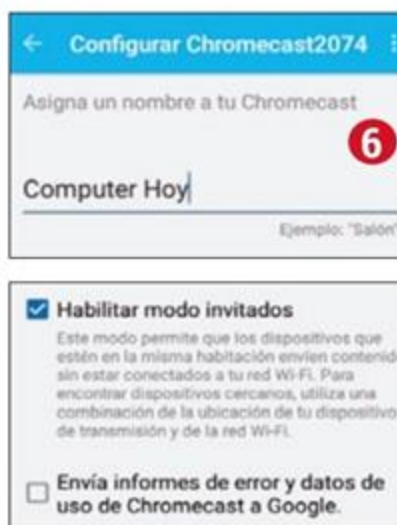 Configurar Chromecast2074
Asigna un nombre a tu Chromecast
6
Computer Hoy
Ejemplo: "Salón"
Habilitar modo invitados
Este modo permite que los dispositivos que
estén en la misma habitación envíen contenid
sin estar conectados a tu red Wi-Fi. Para
encontrar dispositivos cercanos, utiliza una
combinación de la ubicación de tu dispositivo
de transmisión y de la red Wi-Fi.
Envía informes de error y datos de
uso de Chromecast a Google.